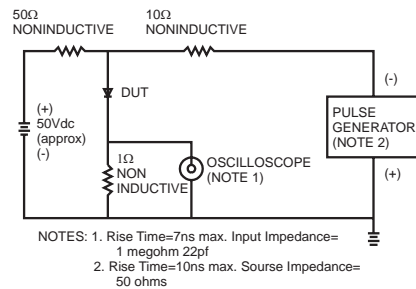 50Ω
NONINDUCTIVE
10Ω
NONINDUCTIVE
(+)
50Vdc
(approx)
(-)
DUT
1Ω
NON
INDUCTIVE
OSCILLOSCOPE
(NOTE 1)
(-)
PULSE
GENERATOR
(NOTE 2)
(+)
NOTES: 1. Rise Time=7ns max. Input Impedance=
1 megohm 22pf
2. Rise Time=10ns max. Sourse Impedance=
50 ohms